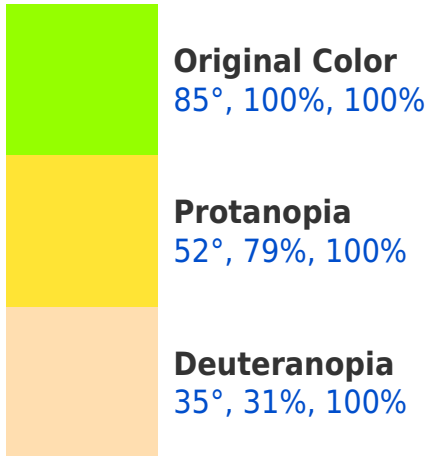 Original Color
85°, 100%, 100%
Protanopia
52°, 79%, 100%
Deuteranopia
35°, 31%, 100%